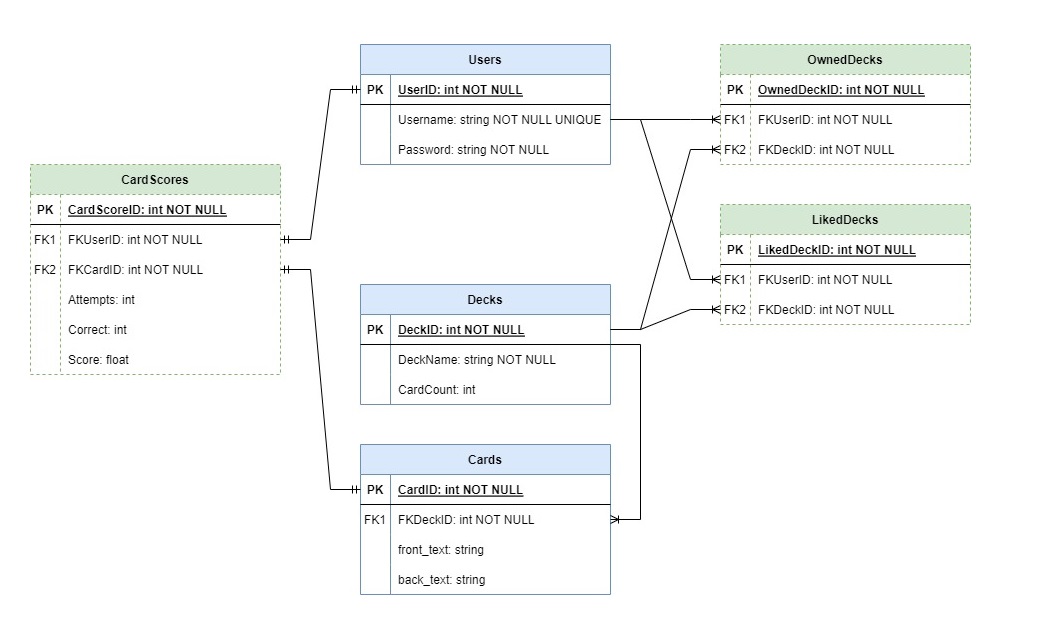 Users
PK UserID: int NOT NULL
Username: string NOT NULL UNIQUE
Password: string NOT NULL
OwnedDecks
PK OwnedDeckID: int NOT NULL
FK1 FKUserID: int NOT NULL
FK2 FKDeckID: int NOT NULL
CardScores
PK CardScoreID: int NOT NULL
FK1 FKUserID: int NOT NULL
FK2 FKCardID: int NOT NULL
Attempts: int
Correct: int
Score: float
LikedDecks
PK LikedDeckID: int NOT NULL
FK1 FKUserID: int NOT NULL
FK2 FKDeckID: int NOT NULL
Decks
PK DeckID: int NOT NULL
DeckName: string NOT NULL
CardCount: int
Cards
PK CardID: int NOT NULL
FK1 FKDeckID: int NOT NULL
front_text: string
back_text: string